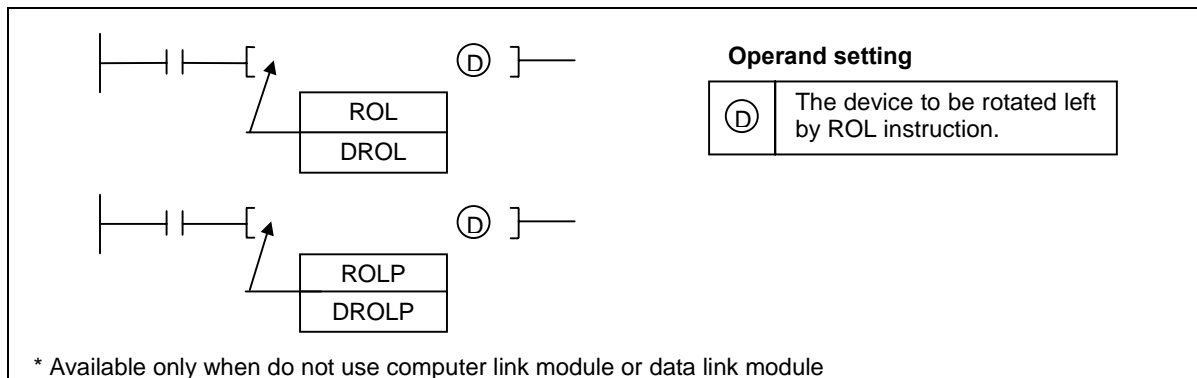 D
ROL
DROL
D
ROLP
DROLP
Operand setting
D The device to be rotated left
by ROL instruction.
* Available only when do not use computer link module or data link module